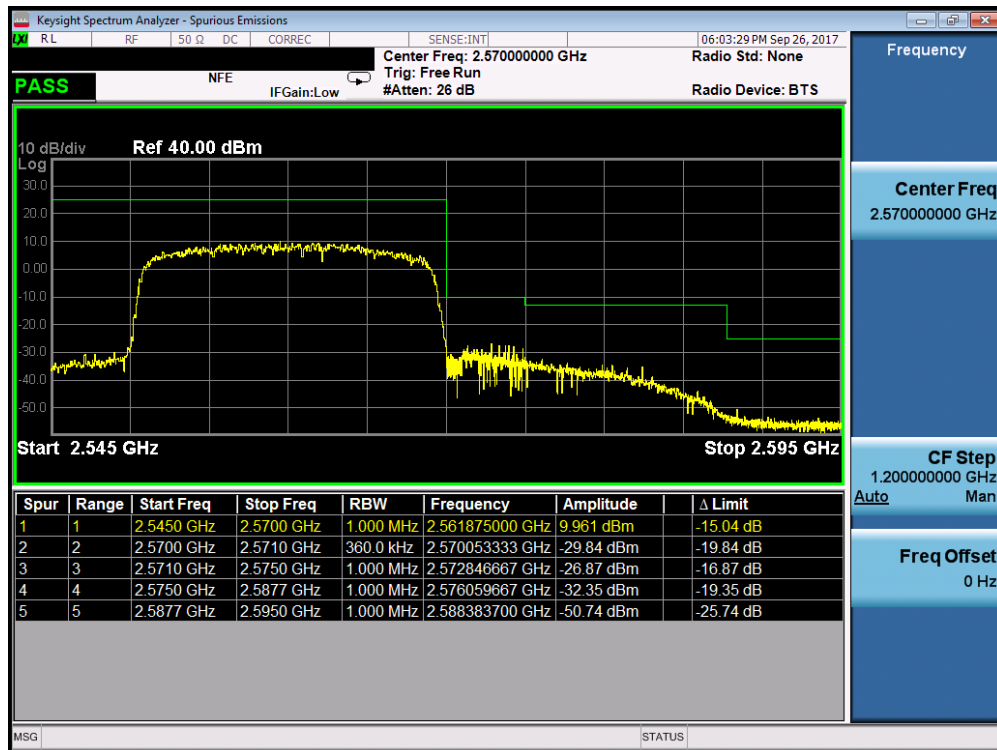 Keysight Spectrum Analyzer - Spurious Emissions
LXI RL RF 50 Ω DC CORREC SENSE:INT 06:03:29 PM Sep 26, 2017
Center Freq: 2.570000000 GHz Radio Std: None
PASS NFE Trig: Free Run
IFGain:Low #Atten: 26 dB Radio Device: BTS
10 dB/div Ref 40.00 dBm
Log
30.0
20.0
10.0
0.00
-10.0
-20.0
-30.0
-40.0
-50.0
Start 2.545 GHz Stop 2.595 GHz
Spur Range Start Freq Stop Freq RBW Frequency Amplitude Δ Limit
1 1 2.5450 GHz 2.5700 GHz 1.000 MHz 2.561875000 GHz 9.961 dBm -15.04 dB
2 2 2.5700 GHz 2.5710 GHz 360.0 kHz 2.570053333 GHz -29.84 dBm -19.84 dB
3 3 2.5710 GHz 2.5750 GHz 1.000 MHz 2.572846667 GHz -26.87 dBm -16.87 dB
4 4 2.5750 GHz 2.5877 GHz 1.000 MHz 2.576059667 GHz -32.35 dBm -19.35 dB
5 5 2.5877 GHz 2.5950 GHz 1.000 MHz 2.588383700 GHz -50.74 dBm -25.74 dB
MSG STATUS
Frequency
Center Freq
2.570000000 GHz
CF Step
1.200000000 GHz
Auto Man
Freq Offset
0 Hz